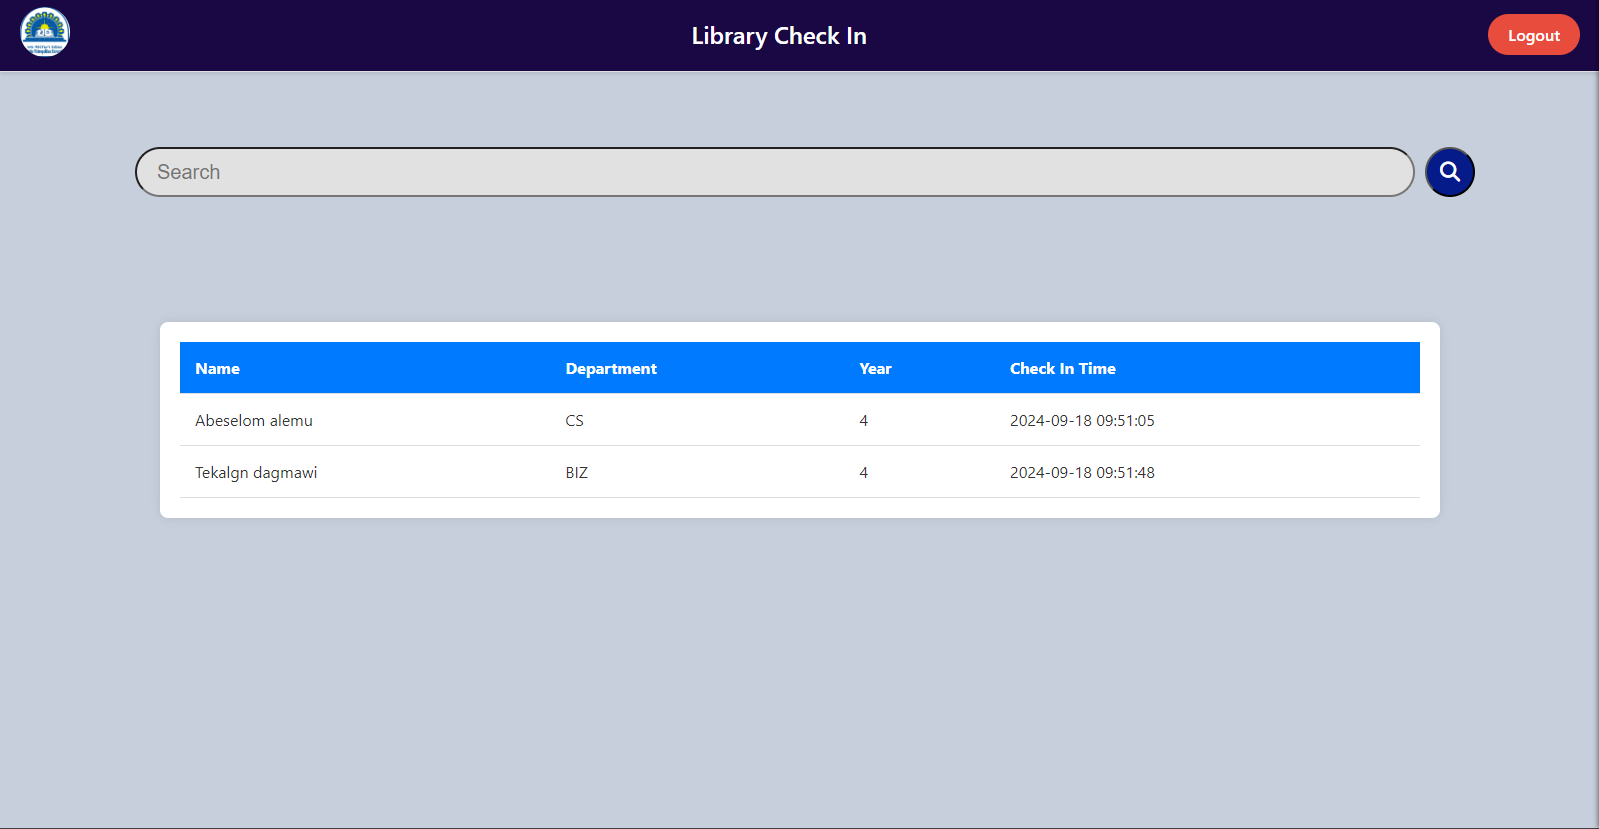 Library Check In
Logout
Search
Name Department Year Check In Time
Abeselom alemu CS 4 2024-09-18 09:51:05
Tekalgn dagmawi BIZ 4 2024-09-18 09:51:48